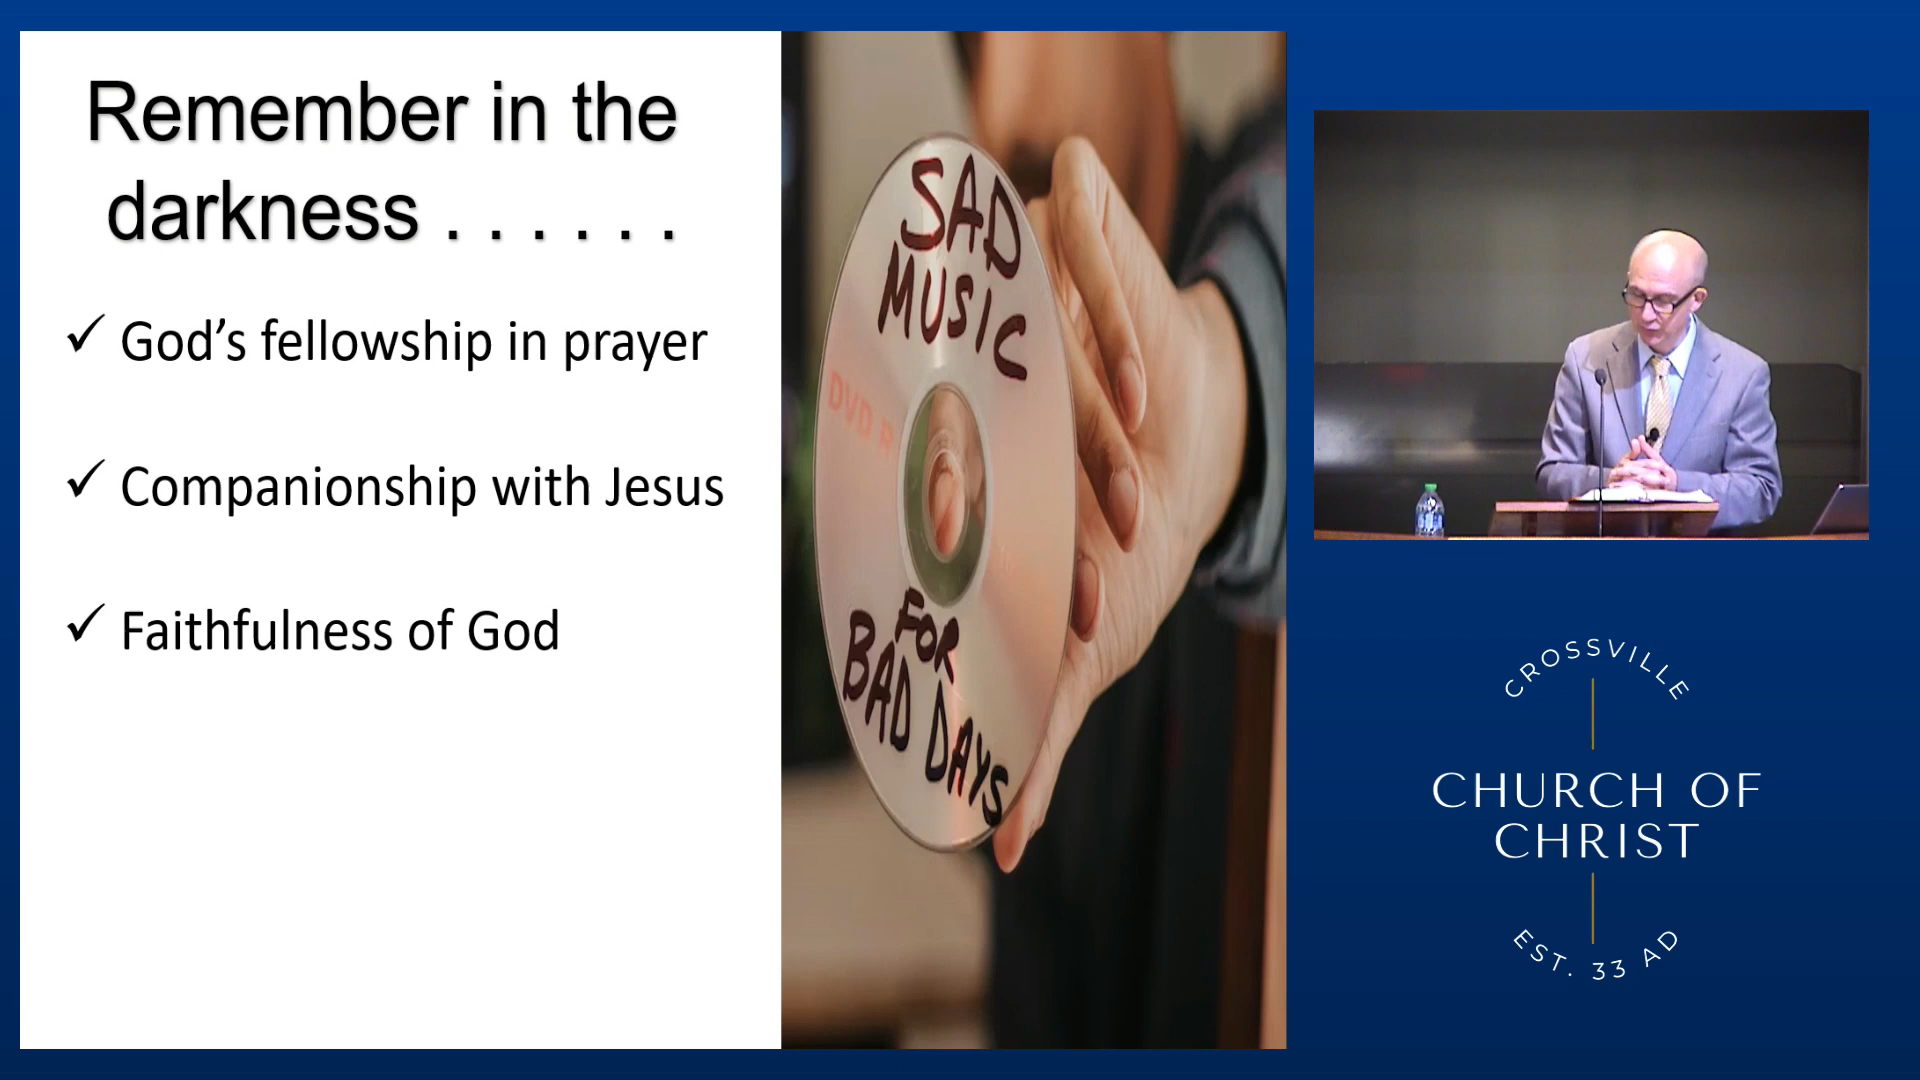 Remember in the
darkness . . . . . .
✓ God’s fellowship in prayer
✓ Companionship with Jesus
✓ Faithfulness of God
SAD
MUSIC
DVD R
FOR
BAD DAYS
CROSSVILLE
CHURCH OF
CHRIST
EST. 33 AD